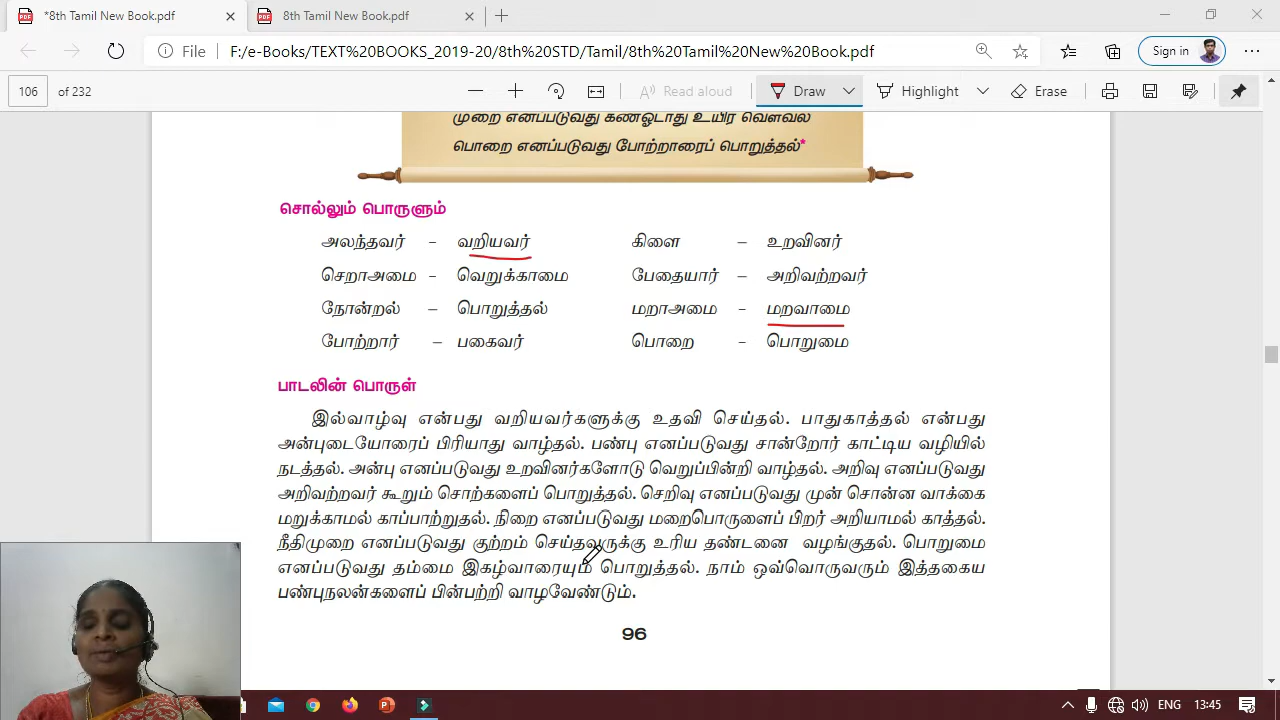 *8th Tamil New Book.pdf
8th Tamil New Book.pdf
File F:/e-Books/TEXT%20BOOKS_2019-20/8th%20STD/Tamil/8th%20Tamil%20New%20Book.pdf Sign in
106 of 232 Read aloud Draw Highlight Erase
முறை எனப்படுவது கண்ஓடாது உயிர் வௌவல்
பொறை எனப்படுவது போற்றாரைப் பொறுத்தல்*
சொல்லும் பொருளும்
அலந்தவர் - வறியவர் கிளை – உறவினர்
செறாஅமை - வெறுக்காமை பேதையார் – அறிவற்றவர்
நோன்றல் – பொறுத்தல் மறாஅமை - மறவாமை
போற்றார் – பகைவர் பொறை - பொறுமை
பாடலின் பொருள்
இல்வாழ்வு என்பது வறியவர்களுக்கு உதவி செய்தல். பாதுகாத்தல் என்பது
அன்புடையோரைப் பிரியாது வாழ்தல். பண்பு எனப்படுவது சான்றோர் காட்டிய வழியில்
நடத்தல். அன்பு எனப்படுவது உறவினர்களோடு வெறுப்பின்றி வாழ்தல். அறிவு எனப்படுவது
அறிவற்றவர் கூறும் சொற்களைப் பொறுத்தல். செறிவு எனப்படுவது முன் சொன்ன வாக்கை
மறுக்காமல் காப்பாற்றுதல். நிறை எனப்படுவது மறைபொருளைப் பிறர் அறியாமல் காத்தல்.
நீதிமுறை எனப்படுவது குற்றம் செய்தவருக்கு உரிய தண்டனை வழங்குதல். பொறுமை
எனப்படுவது தம்மை இகழ்வாரையும் பொறுத்தல். நாம் ஒவ்வொருவரும் இத்தகைய
பண்புநலன்களைப் பின்பற்றி வாழவேண்டும்.
96
ENG 13:45